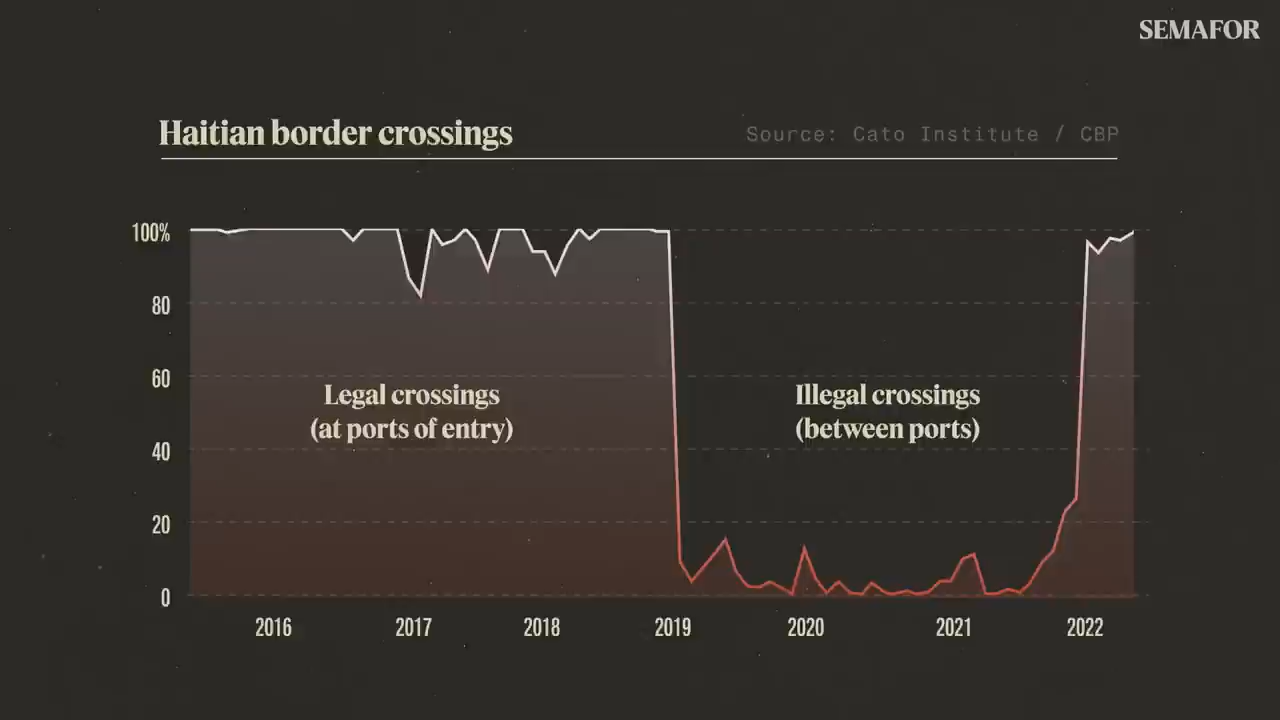 SEMAFOR
Haitian border crossings
Source: Cato Institute / CBP
100%
80
60
40
20
0
Legal crossings
(at ports of entry)
Illegal crossings
(between ports)
2016
2017
2018
2019
2020
2021
2022